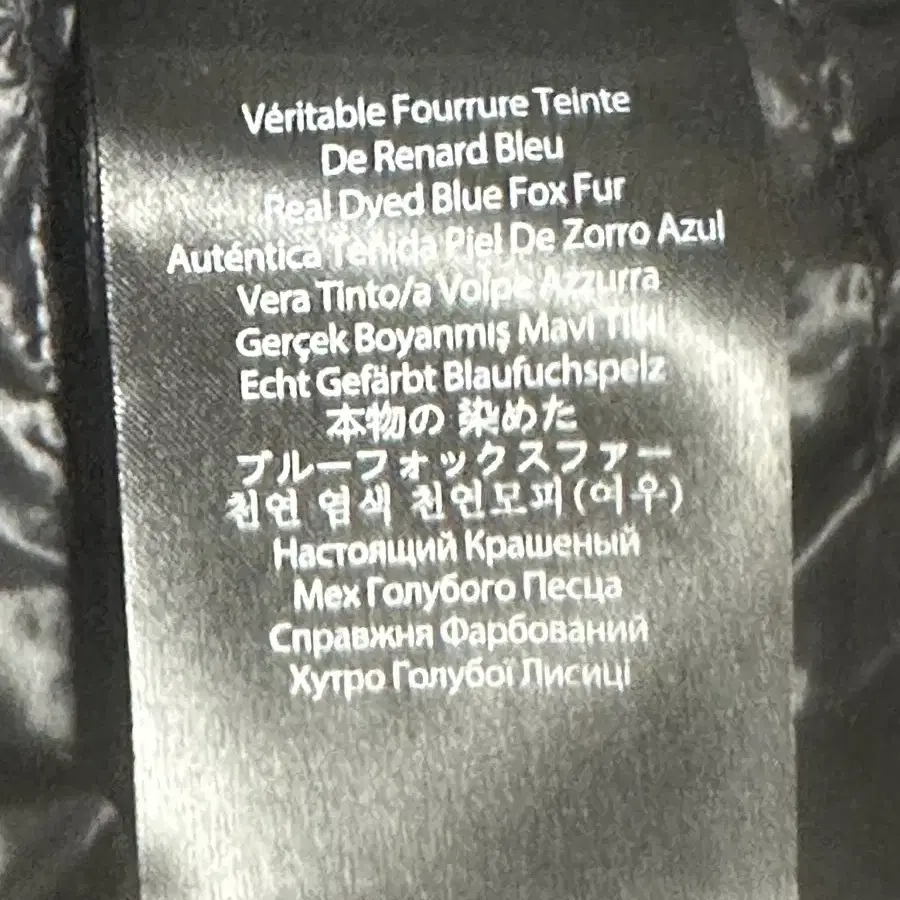 Véritable Fourrure Teinte
De Renard Bleu
Real Dyed Blue Fox Fur
Auténtica Teñida Piel De Zorro Azul
Vera Tinto/a Volpe Azzurra
Gerçek Boyanmış Mavi Tilki
Echt Gefärbt Blaufuchspelz
本物の 染めた
ブルーフォックスファー
천연 염색 천연모피(여우)
Настоящий Крашеный
Мех Голубого Песца
Справжня Фарбований
Хутро Голубої Лисиці